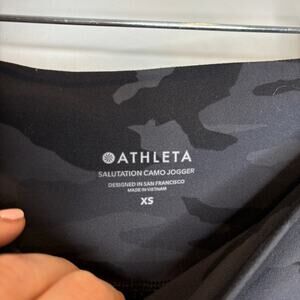 ATHLETA
SALUTATION CAMO JOGGER
DESIGNED IN SAN FRANCISCO
MADE IN VIETNAM
XS